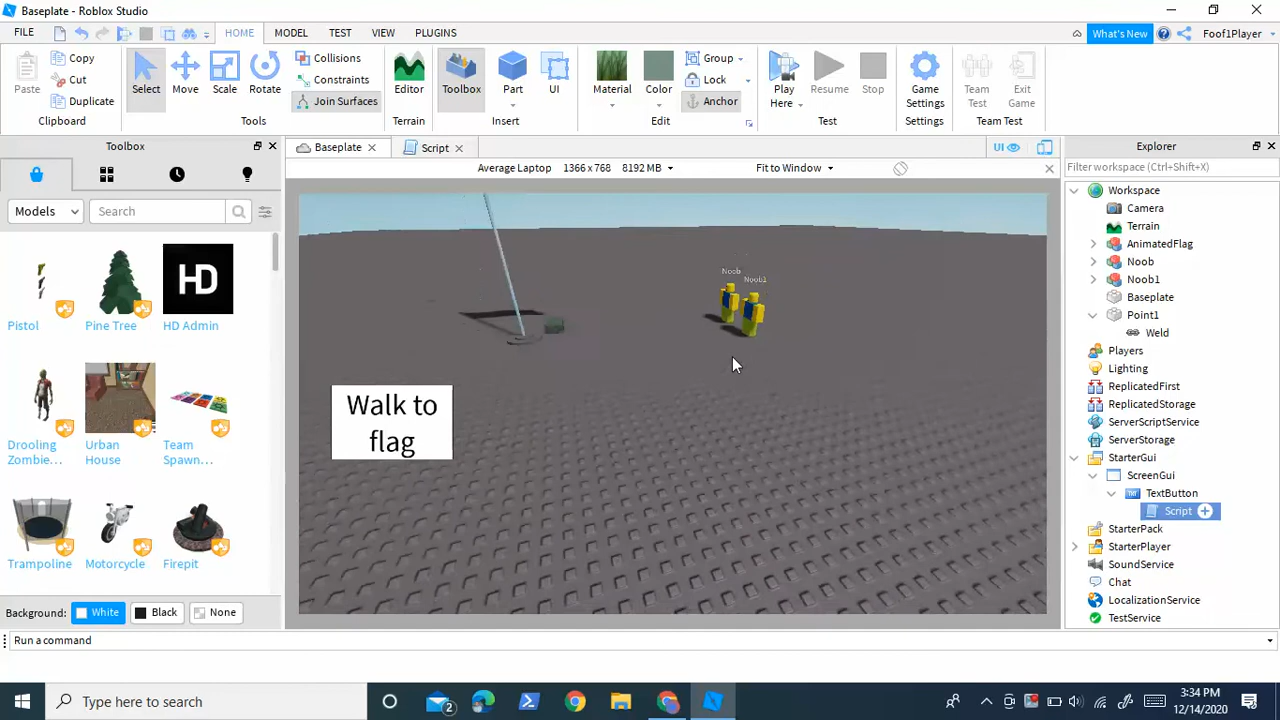 Baseplate - Roblox Studio
FILE HOME MODEL TEST VIEW PLUGINS What's New Foof1Player
Paste Copy Cut Duplicate Select Move Scale Rotate Collisions Constraints Join Surfaces Editor Toolbox Part UI Material Color Group Lock Anchor Play Here Resume Stop Game Settings Team Test Exit Game
Clipboard Tools Terrain Insert Edit Test Settings Team Test
Toolbox Baseplate Script UI Explorer
Average Laptop 1366 x 768 8192 MB Fit to Window Filter workspace (Ctrl+Shift+X)
Models Search
HD
Pistol Pine Tree HD Admin
Drooling Zombie... Urban House Team Spawn...
Trampoline Motorcycle Firepit
Background: White Black None
Noob
Noob1
Walk to
flag
Workspace
Camera
Terrain
AnimatedFlag
Noob
Noob1
Baseplate
Point1
Weld
Players
Lighting
ReplicatedFirst
ReplicatedStorage
ServerScriptService
ServerStorage
StarterGui
ScreenGui
TXT TextButton
Script
StarterPack
StarterPlayer
SoundService
Chat
LocalizationService
TestService
Run a command
Type here to search 2 3:34 PM
12/14/2020